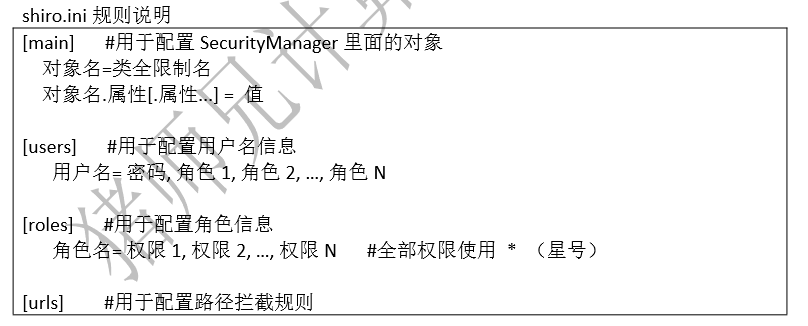 shiro.ini 规则说明
[main] #用于配置 SecurityManager 里面的对象
对象名=类全限制名
对象名.属性[.属性...] = 值
[users] #用于配置用户名信息
用户名= 密码, 角色 1, 角色 2, ..., 角色 N
[roles] #用于配置角色信息
角色名= 权限 1, 权限 2, ..., 权限 N #全部权限使用 * （星号）
[urls] #用于配置路径拦截规则
猪师兄计算